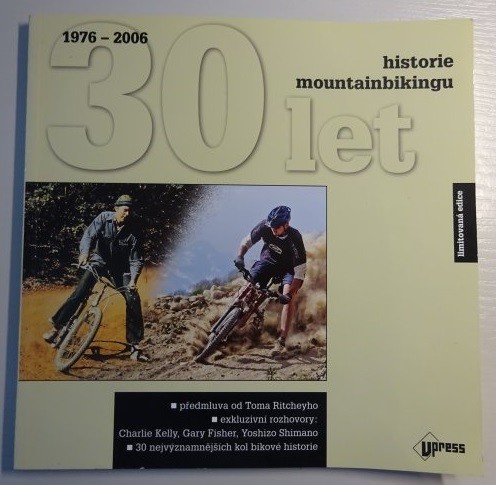 1976 – 2006
30 let
historie
mountainbikingu
limitovaná edice
■ předmluva od Toma Ritcheyho
■ exkluzivní rozhovory:
Charlie Kelly, Gary Fisher, Yoshizo Shimano
■ 30 nejvýznamnějších kol bikové historie
Vpress